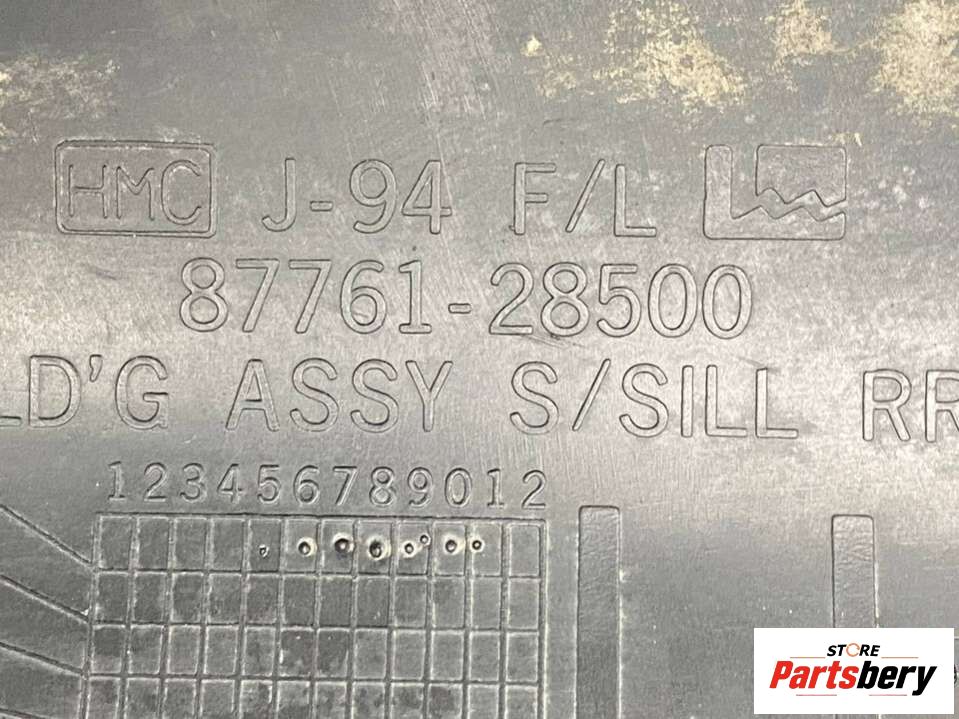 HMC J-94 F/L
87761-28500
LD'G ASSY S/SILL RR
123456789012
STORE
Partsbery